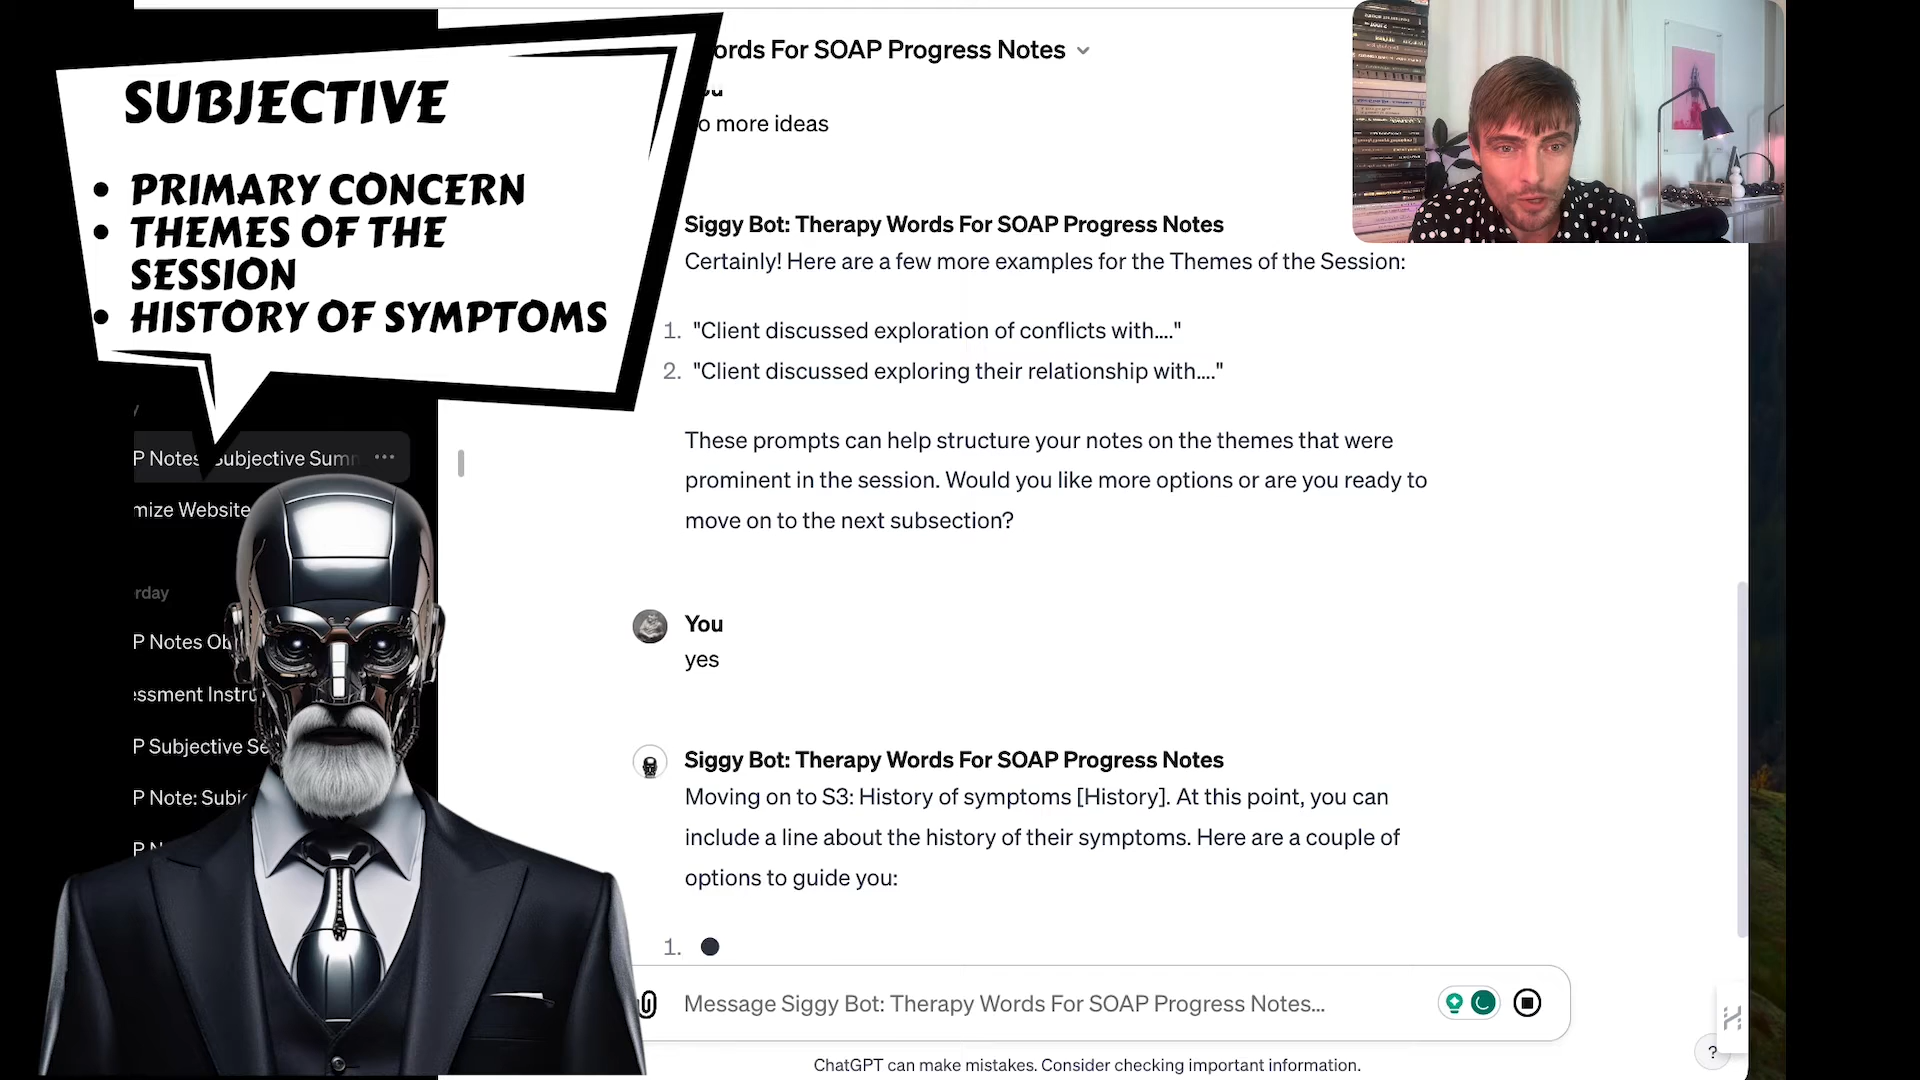 SUBJECTIVE
• PRIMARY CONCERN
• THEMES OF THE
SESSION
• HISTORY OF SYMPTOMS
ords For SOAP Progress Notes
o more ideas
Siggy Bot: Therapy Words For SOAP Progress Notes
Certainly! Here are a few more examples for the Themes of the Session:
1. "Client discussed exploration of conflicts with...."
2. "Client discussed exploring their relationship with...."
These prompts can help structure your notes on the themes that were
prominent in the session. Would you like more options or are you ready to
move on to the next subsection?
You
yes
Siggy Bot: Therapy Words For SOAP Progress Notes
Moving on to S3: History of symptoms [History]. At this point, you can
include a line about the history of their symptoms. Here are a couple of
options to guide you:
1.
Message Siggy Bot: Therapy Words For SOAP Progress Notes...
ChatGPT can make mistakes. Consider checking important information.
?
P Notes: Subjective Summ
mize Website
rday
P Notes Ob
essment Instru
P Subjective Se
P Note: Subje
P N